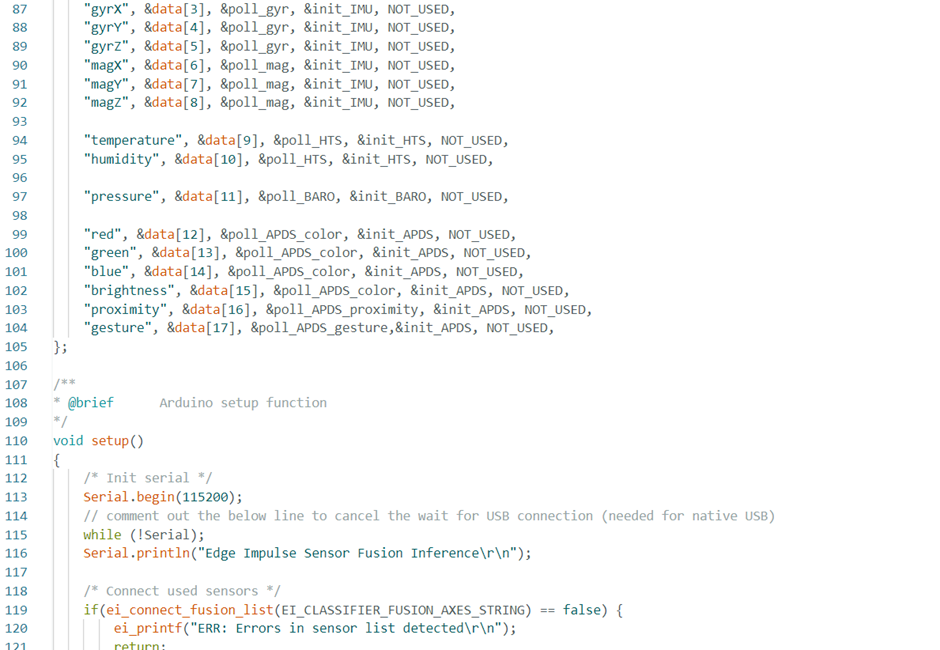 87 "gyrX", &data[3], &poll_gyr, &init_IMU, NOT_USED,
88 "gyrY", &data[4], &poll_gyr, &init_IMU, NOT_USED,
89 "gyrZ", &data[5], &poll_gyr, &init_IMU, NOT_USED,
90 "magX", &data[6], &poll_mag, &init_IMU, NOT_USED,
91 "magY", &data[7], &poll_mag, &init_IMU, NOT_USED,
92 "magZ", &data[8], &poll_mag, &init_IMU, NOT_USED,
93
94 "temperature", &data[9], &poll_HTS, &init_HTS, NOT_USED,
95 "humidity", &data[10], &poll_HTS, &init_HTS, NOT_USED,
96
97 "pressure", &data[11], &poll_BARO, &init_BARO, NOT_USED,
98
99 "red", &data[12], &poll_APDS_color, &init_APDS, NOT_USED,
100 "green", &data[13], &poll_APDS_color, &init_APDS, NOT_USED,
101 "blue", &data[14], &poll_APDS_color, &init_APDS, NOT_USED,
102 "brightness", &data[15], &poll_APDS_color, &init_APDS, NOT_USED,
103 "proximity", &data[16], &poll_APDS_proximity, &init_APDS, NOT_USED,
104 "gesture", &data[17], &poll_APDS_gesture,&init_APDS, NOT_USED,
105 };
106
107 /**
108 * @brief Arduino setup function
109 */
110 void setup()
111 {
112 /* Init serial */
113 Serial.begin(115200);
114 // comment out the below line to cancel the wait for USB connection (needed for native USB)
115 while (!Serial);
116 Serial.println("Edge Impulse Sensor Fusion Inference\r\n");
117
118 /* Connect used sensors */
119 if(ei_connect_fusion_list(EI_CLASSIFIER_FUSION_AXES_STRING) == false) {
120 ei_printf("ERR: Errors in sensor list detected\r\n");
121 return;